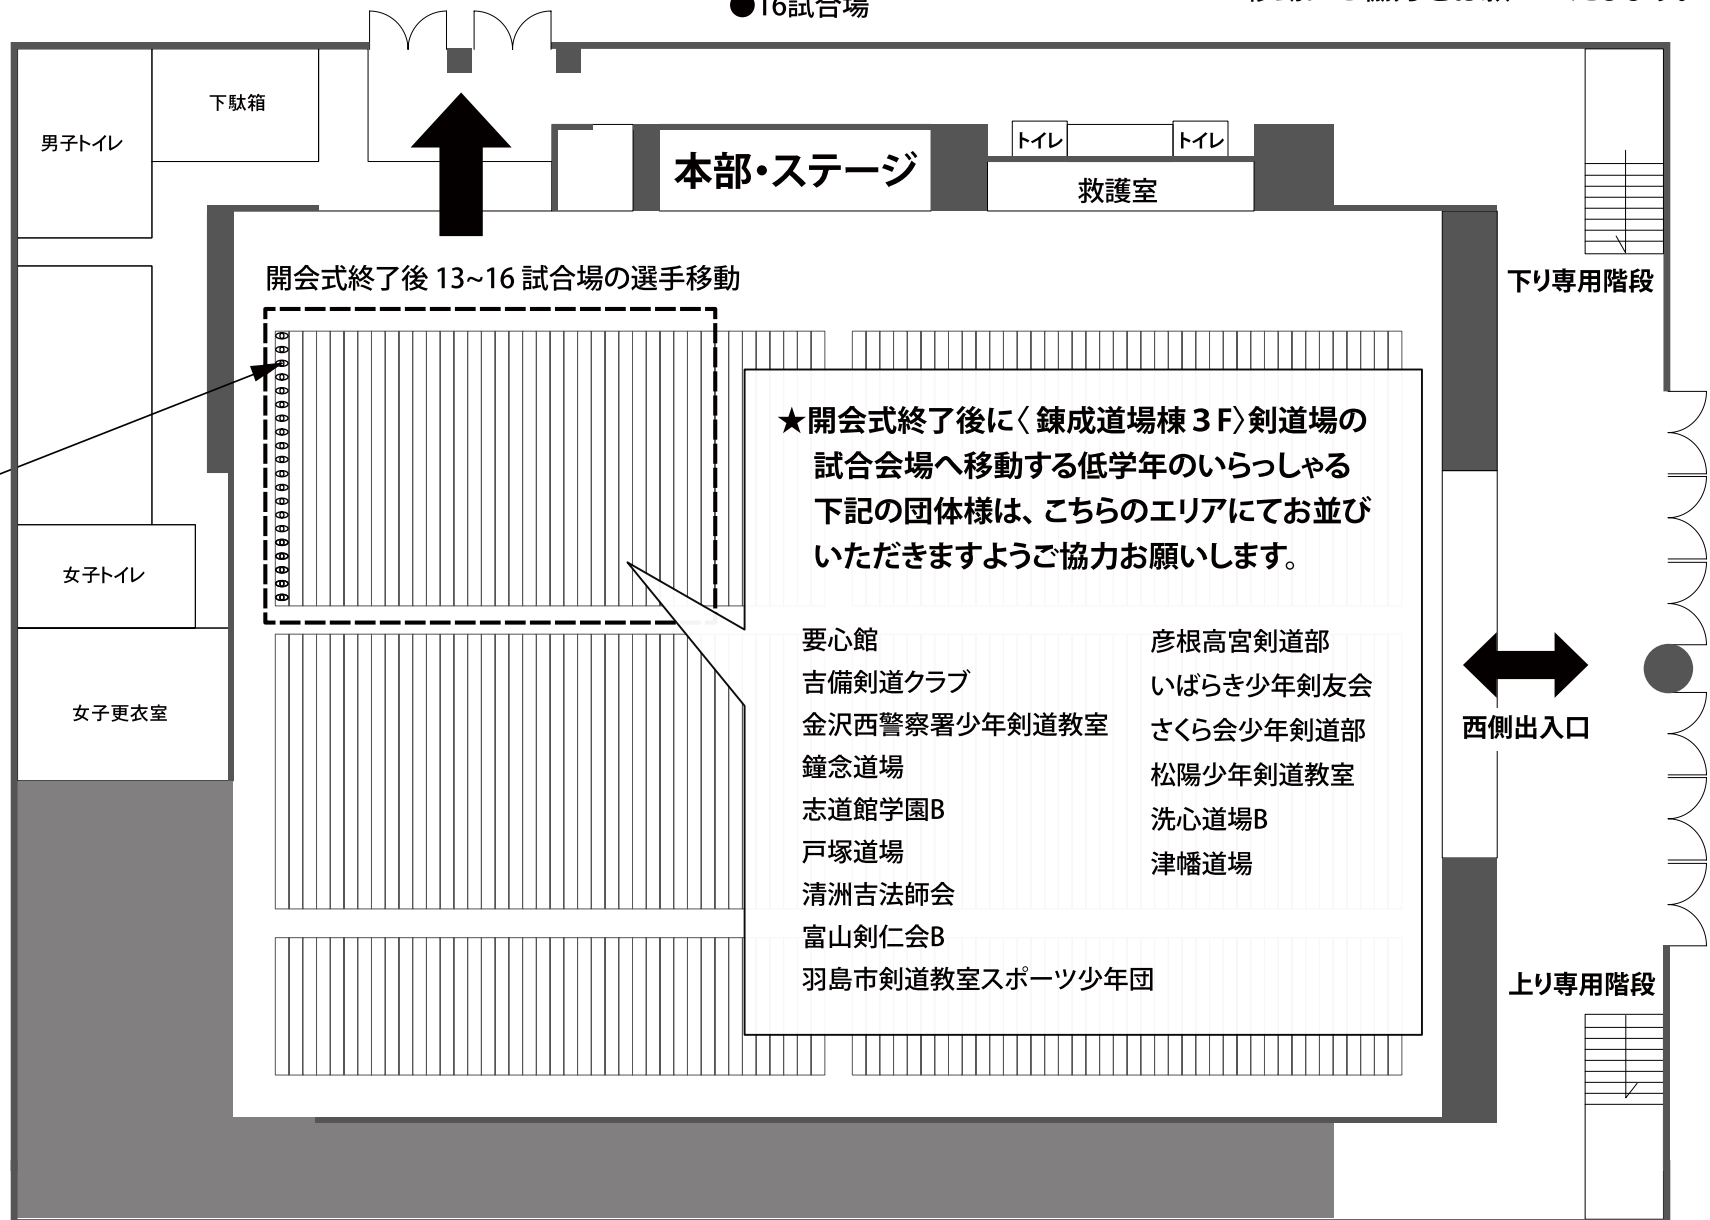 ●16試合場
下駄箱
男子トイレ
トイレ
トイレ
本部・ステージ
救護室
開会式終了後 13~16 試合場の選手移動
下り専用階段
★開会式終了後に〈 錬成道場棟 3 F〉剣道場の
試合会場へ移動する低学年のいらっしゃる
下記の団体様は、こちらのエリアにてお並び
いただきますようご協力お願いします。
女子トイレ
女子更衣室
要心館
吉備剣道クラブ
金沢西警察署少年剣道教室
鐘念道場
志道館学園B
戸塚道場
清洲吉法師会
富山剣仁会B
羽島市剣道教室スポーツ少年団
彦根高宮剣道部
いばらき少年剣友会
さくら会少年剣道部
松陽少年剣道教室
洗心道場B
津幡道場
西側出入口
上り専用階段